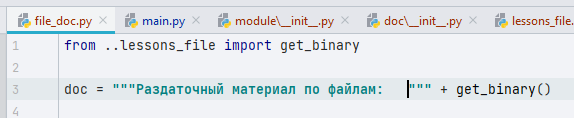 file_doc.py main.py module\__init__.py doc\__init__.py lessons_file.
1 from ..lessons_file import get_binary
2
3 doc = """Раздаточный материал по файлам:   """ + get_binary()